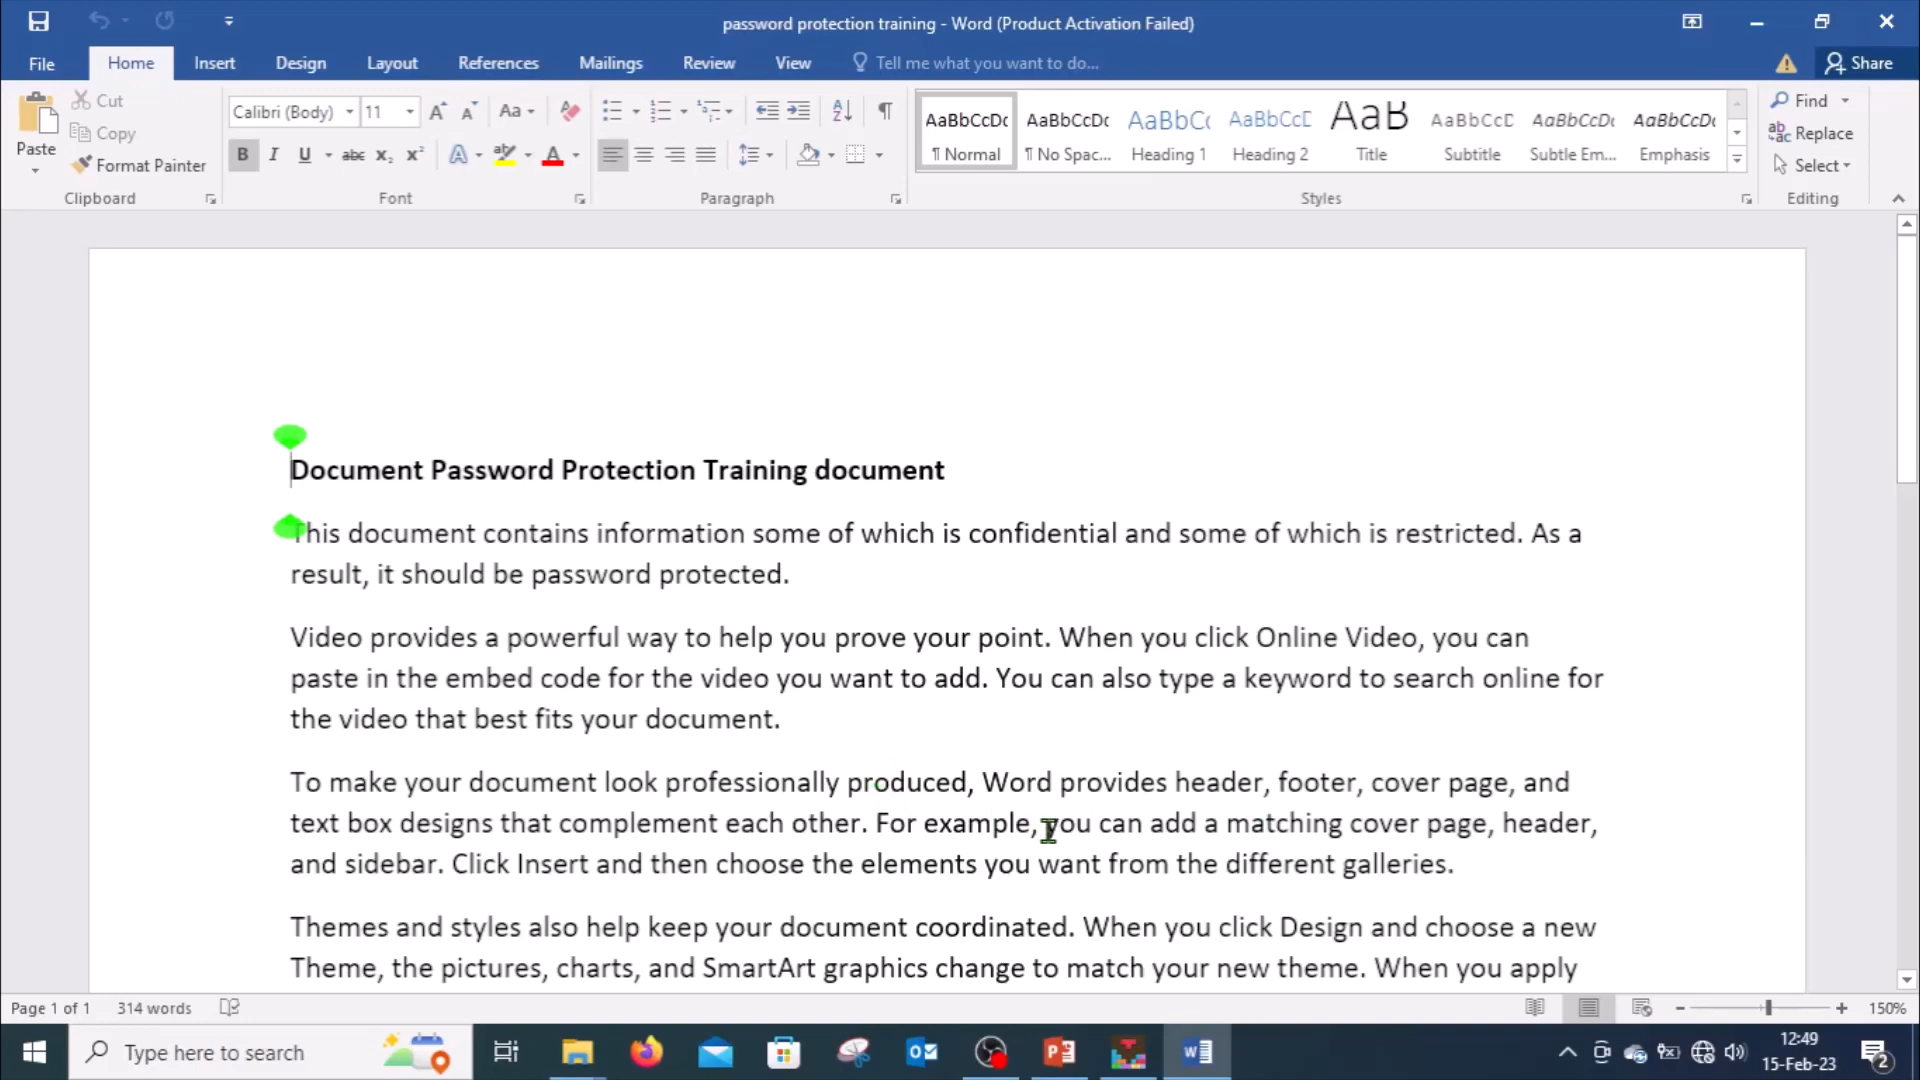 password protection training - Word (Product Activation Failed)
File Home Insert Design Layout References Mailings Review View Tell me what you want to do... Share
Paste
Cut
Copy
Format Painter
Clipboard
Calibri (Body) 11 Aa
B I U abc x₂ x² A ab A
Font
Paragraph
AaBbCcDc AaBbCcDc AaBbCc AaBbCcD AaB AaBbCcD AaBbCcDc AaBbCcDc
¶ Normal ¶ No Spac... Heading 1 Heading 2 Title Subtitle Subtle Em... Emphasis
Styles
Find
Replace
Select
Editing
Document Password Protection Training document
This document contains information some of which is confidential and some of which is restricted. As a
result, it should be password protected.
Video provides a powerful way to help you prove your point. When you click Online Video, you can
paste in the embed code for the video you want to add. You can also type a keyword to search online for
the video that best fits your document.
To make your document look professionally produced, Word provides header, footer, cover page, and
text box designs that complement each other. For example, you can add a matching cover page, header,
and sidebar. Click Insert and then choose the elements you want from the different galleries.
Themes and styles also help keep your document coordinated. When you click Design and choose a new
Theme, the pictures, charts, and SmartArt graphics change to match your new theme. When you apply
Page 1 of 1 314 words 150%
Type here to search
12:49
15-Feb-23
2